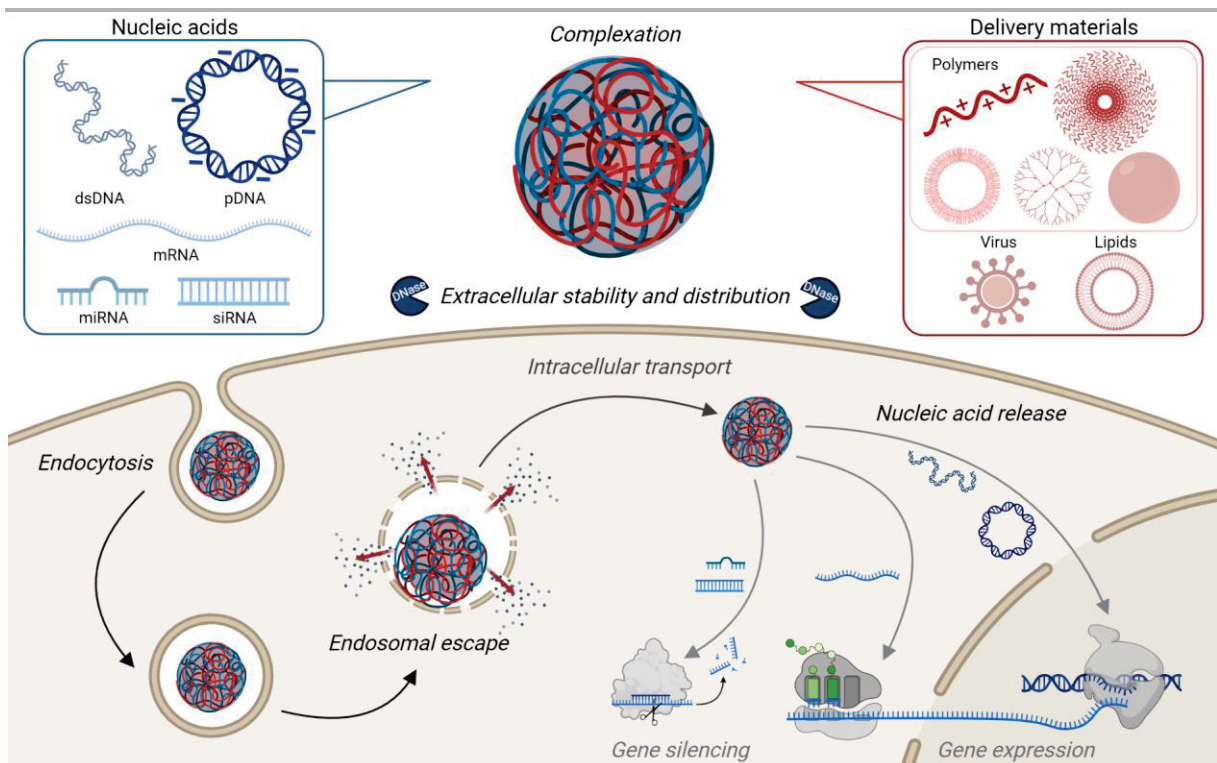 Nucleic acids
Complexation
Delivery materials
Polymers
dsDNA
pDNA
mRNA
miRNA
siRNA
Virus
Lipids
DNase
Extracellular stability and distribution
DNase
Intracellular transport
Nucleic acid release
Endocytosis
Endosomal escape
Gene silencing
Gene expression